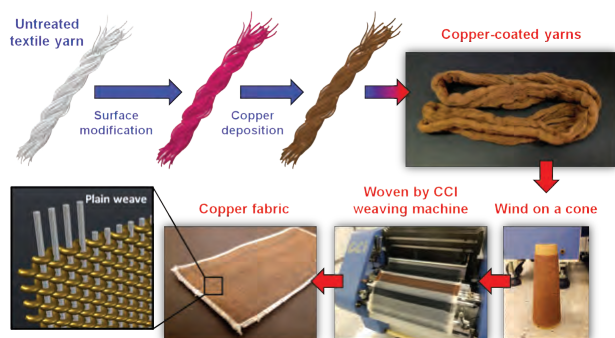 Untreated
textile yarn
Surface
modification
Copper
deposition
Copper-coated yarns
Plain weave
Copper fabric
Woven by CCI
weaving machine
Wind on a cone
CCI